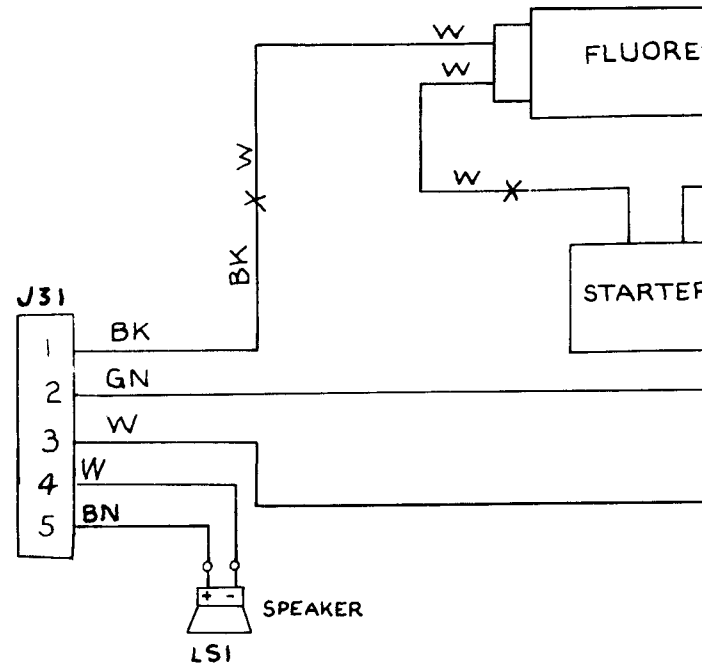 W
FLUORE
W
W
W
BK
STARTER
J31
1 BK
2 GN
3 W
4 W
5 BN
+ -
SPEAKER
LS1